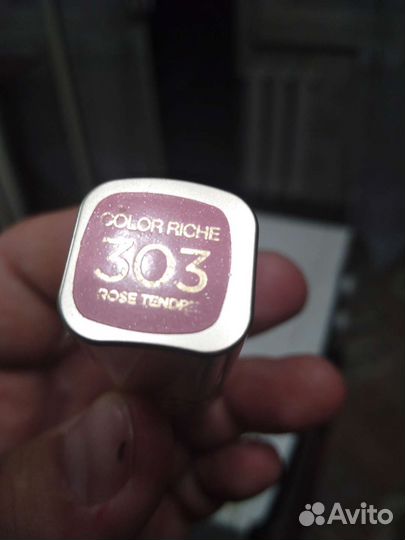 COLOR RICHE
303
ROSE TENDRE
Avito